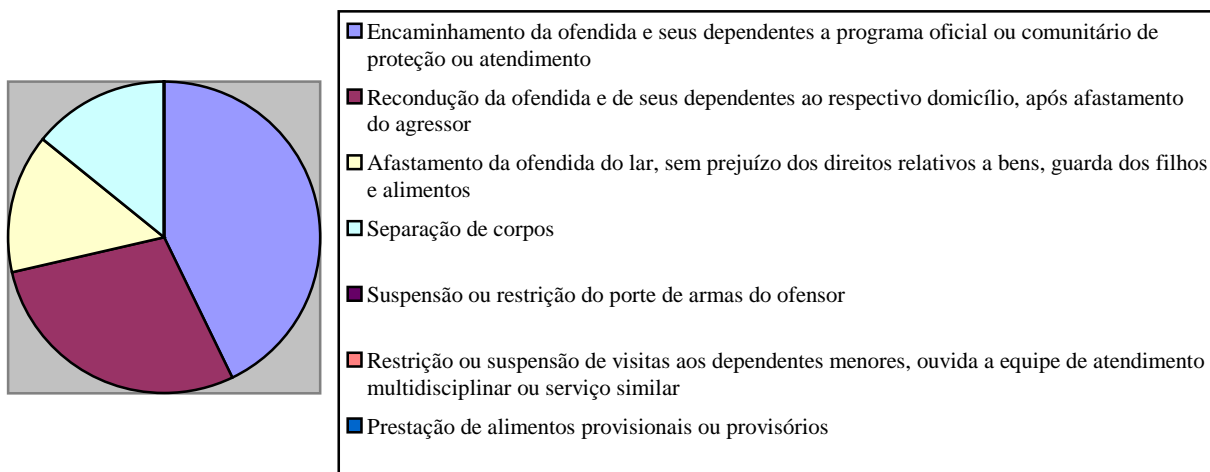 Encaminhamento da ofendida e seus dependentes a programa oficial ou comunitário de
proteção ou atendimento
Recondução da ofendida e de seus dependentes ao respectivo domicílio, após afastamento
do agressor
Afastamento da ofendida do lar, sem prejuízo dos direitos relativos a bens, guarda dos filhos
e alimentos
Separação de corpos
Suspensão ou restrição do porte de armas do ofensor
Restrição ou suspensão de visitas aos dependentes menores, ouvida a equipe de atendimento
multidisciplinar ou serviço similar
Prestação de alimentos provisionais ou provisórios